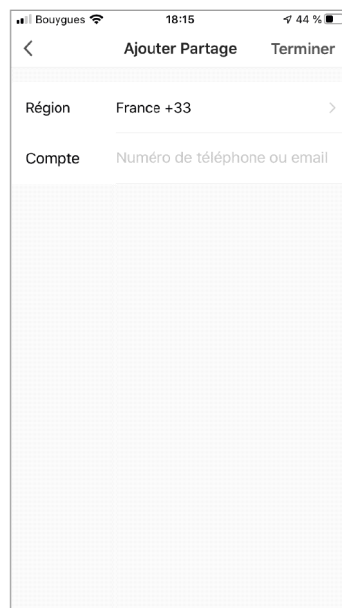 Bouygues 18:15 44 %
Ajouter Partage Terminer
Région France +33
Compte Numéro de téléphone ou email